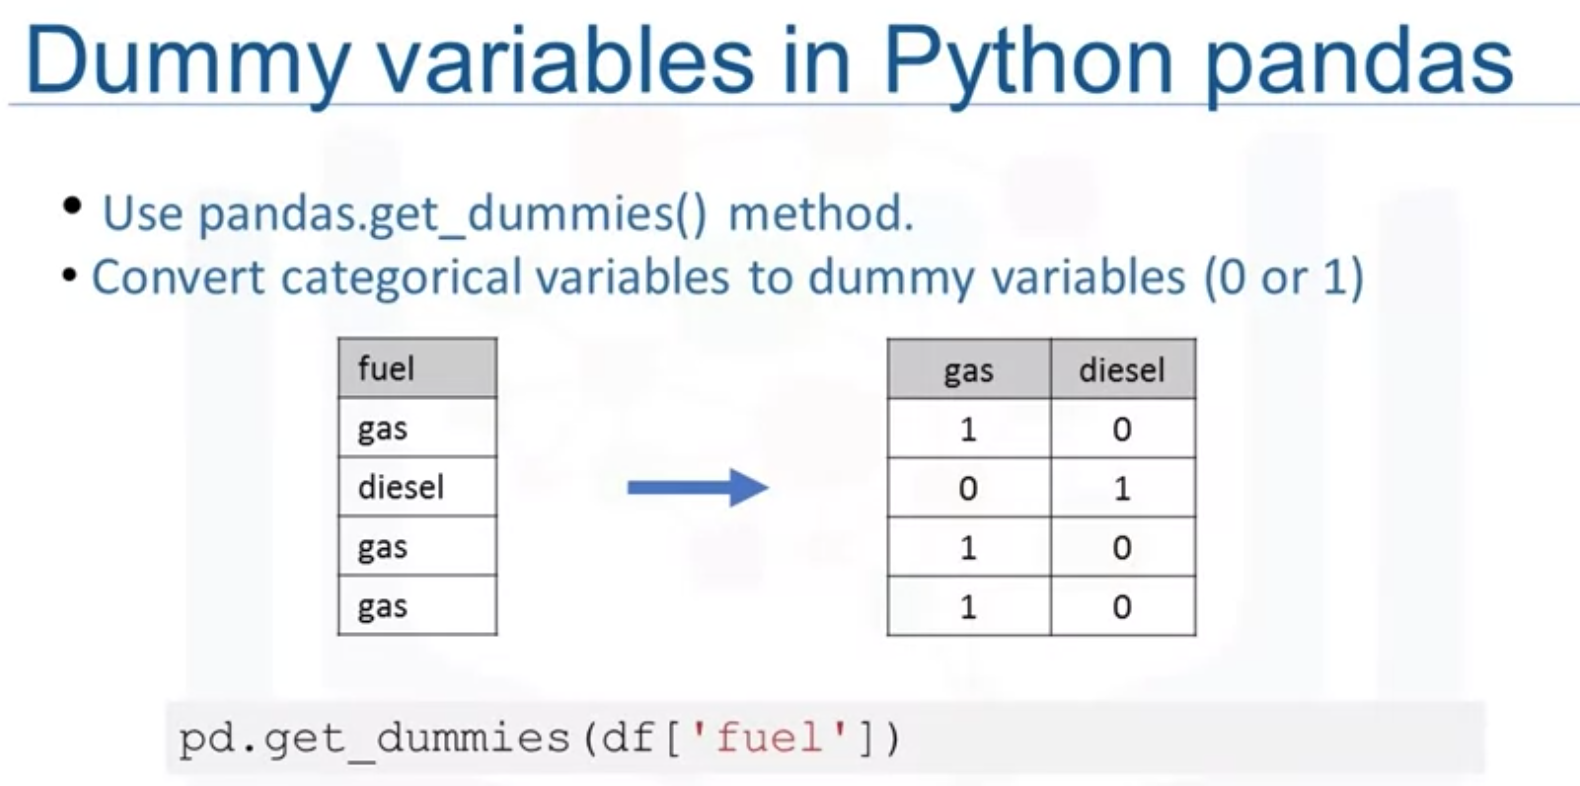 Dummy variables in Python pandas
• Use pandas.get_dummies() method.
• Convert categorical variables to dummy variables (0 or 1)
fuel
gas
diesel
gas
gas
gas diesel
1 0
0 1
1 0
1 0
pd.get_dummies(df['fuel'])